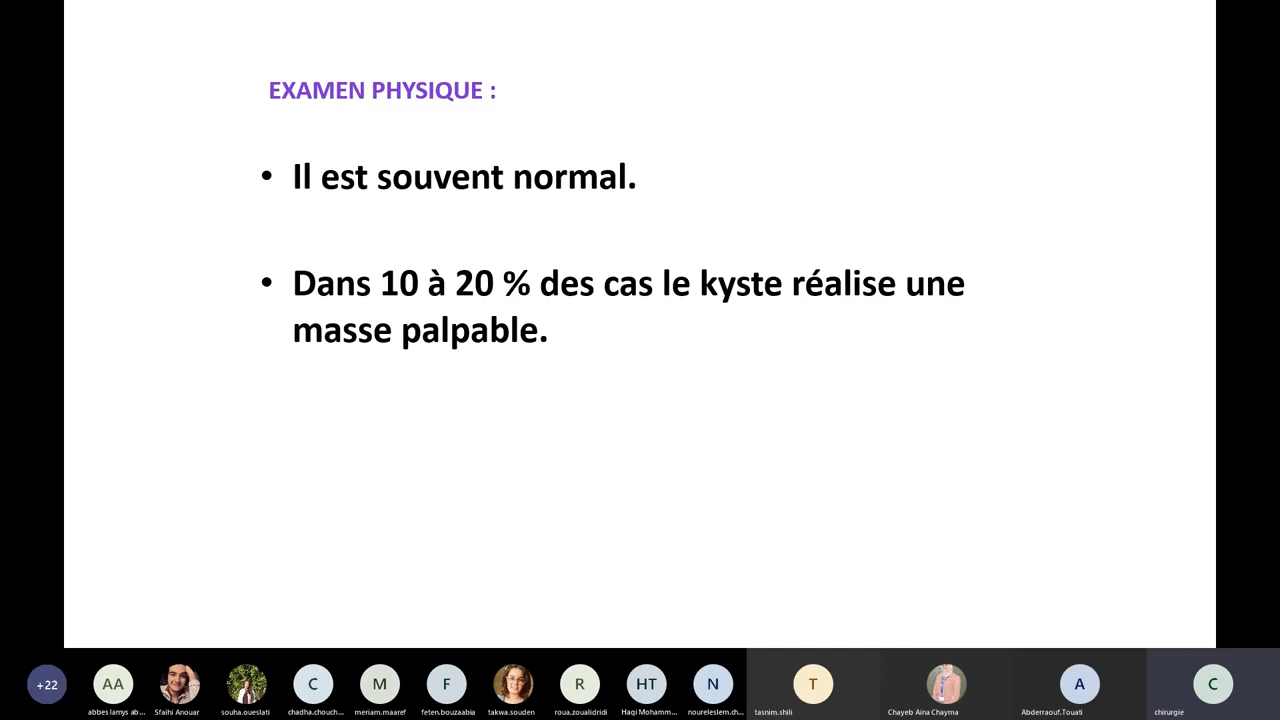 EXAMEN PHYSIQUE :
• Il est souvent normal.
• Dans 10 à 20 % des cas le kyste réalise une
masse palpable.
+22
AA
C
M
F
R
HT
N
T
A
C
abbes lamys ab...
Sfaihi Anouar
souha.oueslati
chadha.chouch...
meriam.maaref
feten.bouzaabia
takwa.souden
roua.zoualidridi
Haqi Mohamm...
noureleslem.ch...
tasnim.shili
Chayeb Aina Chayma
Abderraouf.Touati
chirurgie